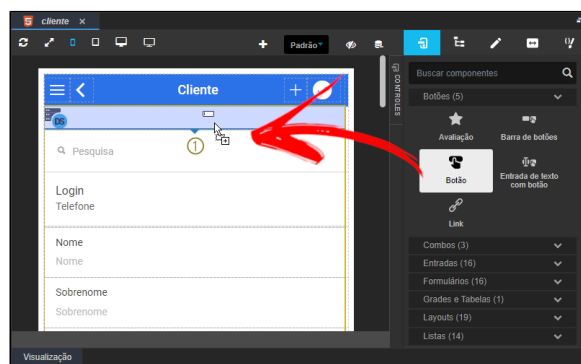 cliente ×
Padrão
Buscar componentes
CONTROLES
Botões (5)
Avaliação
Barra de botões
Botão
Entrada de texto
com botão
Link
Combos (3)
Entradas (16)
Formulários (16)
Grades e Tabelas (1)
Layouts (19)
Listas (14)
Cliente
DS
1
Pesquisa
Login
Telefone
Nome
Nome
Sobrenome
Sobrenome
Visualização